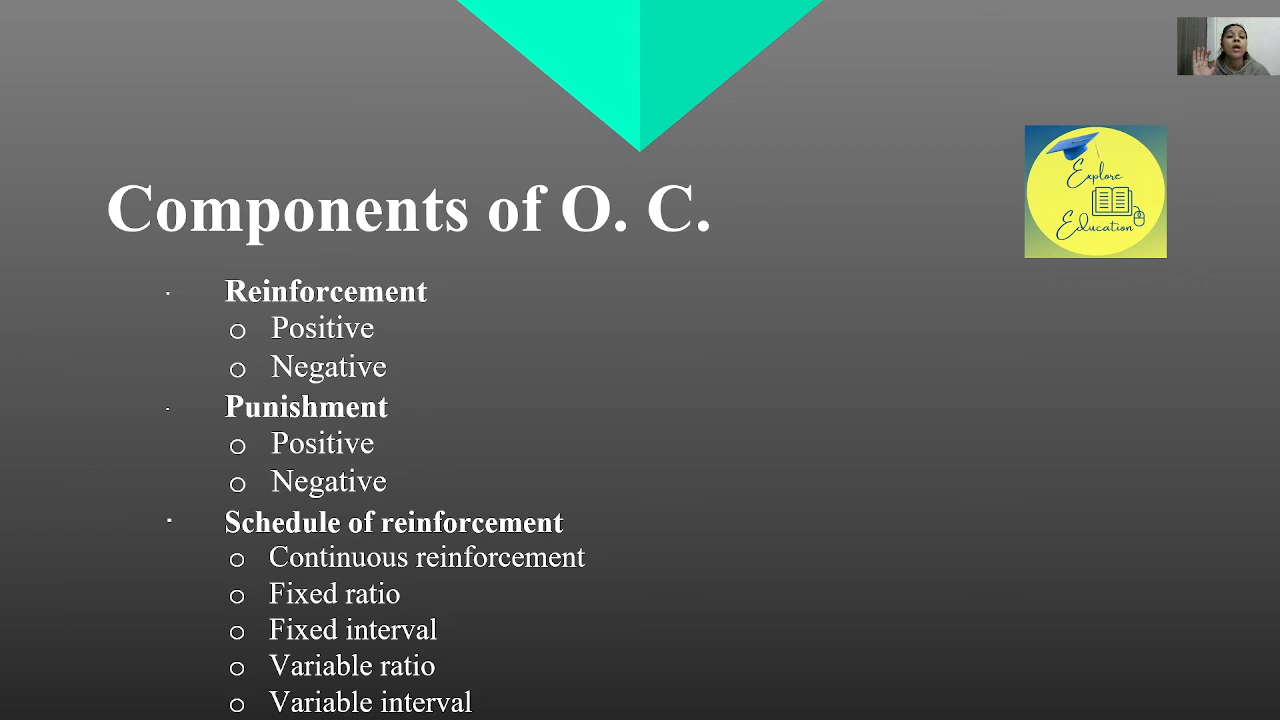 Components of O. C.
Explore
Education
· Reinforcement
o Positive
o Negative
· Punishment
o Positive
o Negative
▪ Schedule of reinforcement
o Continuous reinforcement
o Fixed ratio
o Fixed interval
o Variable ratio
o Variable interval